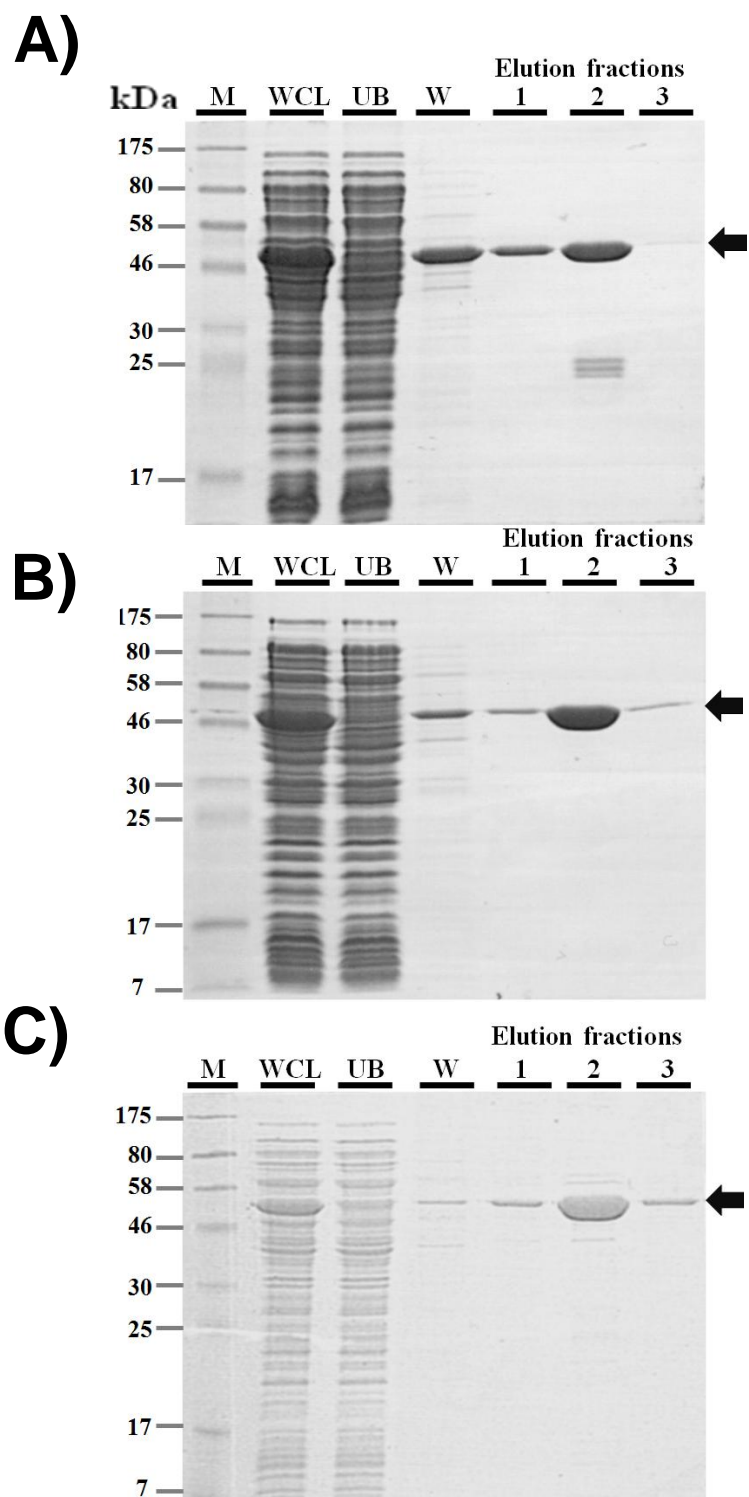 A)
Elution fractions
kDa M WCL UB W 1 2 3
175
80
58
46
30
25
17
B)
Elution fractions
M WCL UB W 1 2 3
175
80
58
46
30
25
17
7
C)
Elution fractions
M WCL UB W 1 2 3
175
80
58
46
30
25
17
7